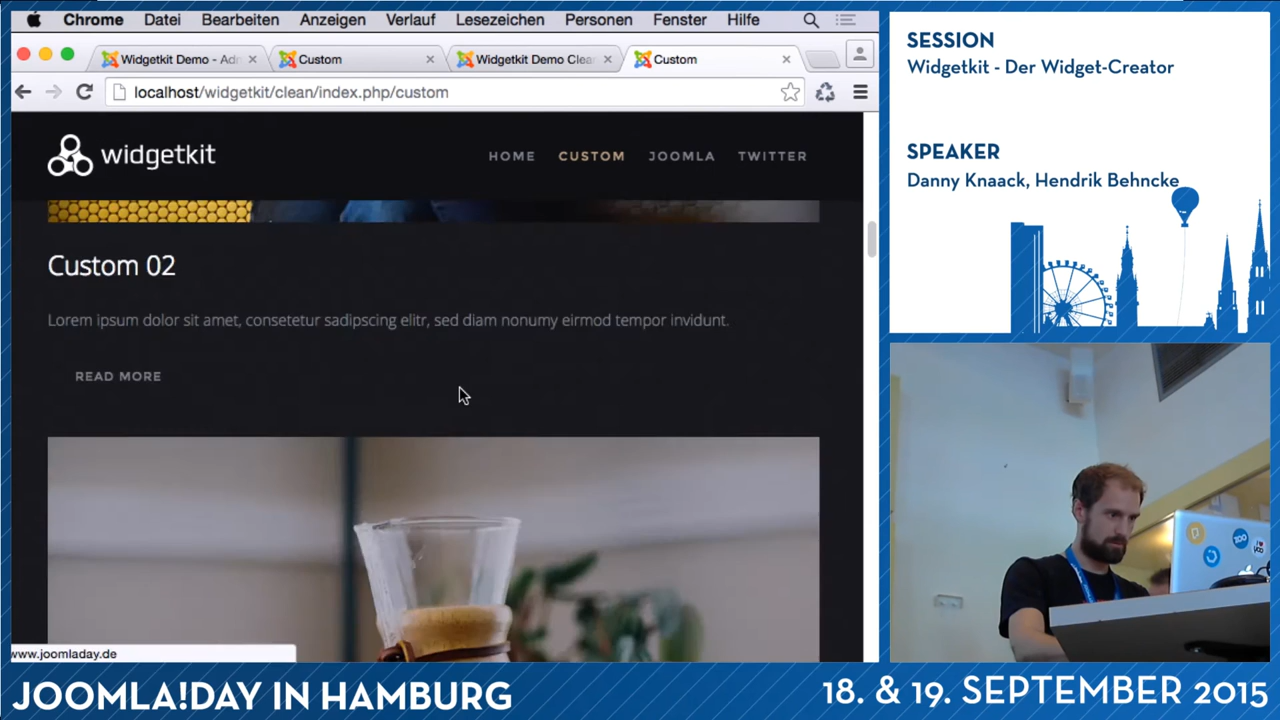 Chrome Datei Bearbeiten Anzeigen Verlauf Lesezeichen Personen Fenster Hilfe
Widgetkit Demo - Adr
Custom
Widgetkit Demo Clea
Custom
localhost/widgetkit/clean/index.php/custom
widgetkit
HOME CUSTOM JOOMLA TWITTER
Custom 02
Lorem ipsum dolor sit amet, consetetur sadipscing elitr, sed diam nonumy eirmod tempor invidunt.
READ MORE
www.joomladay.de
SESSION
Widgetkit - Der Widget-Creator
SPEAKER
Danny Knaack, Hendrik Behncke
ZOO
JOOMLA!DAY IN HAMBURG
18. & 19. SEPTEMBER 2015